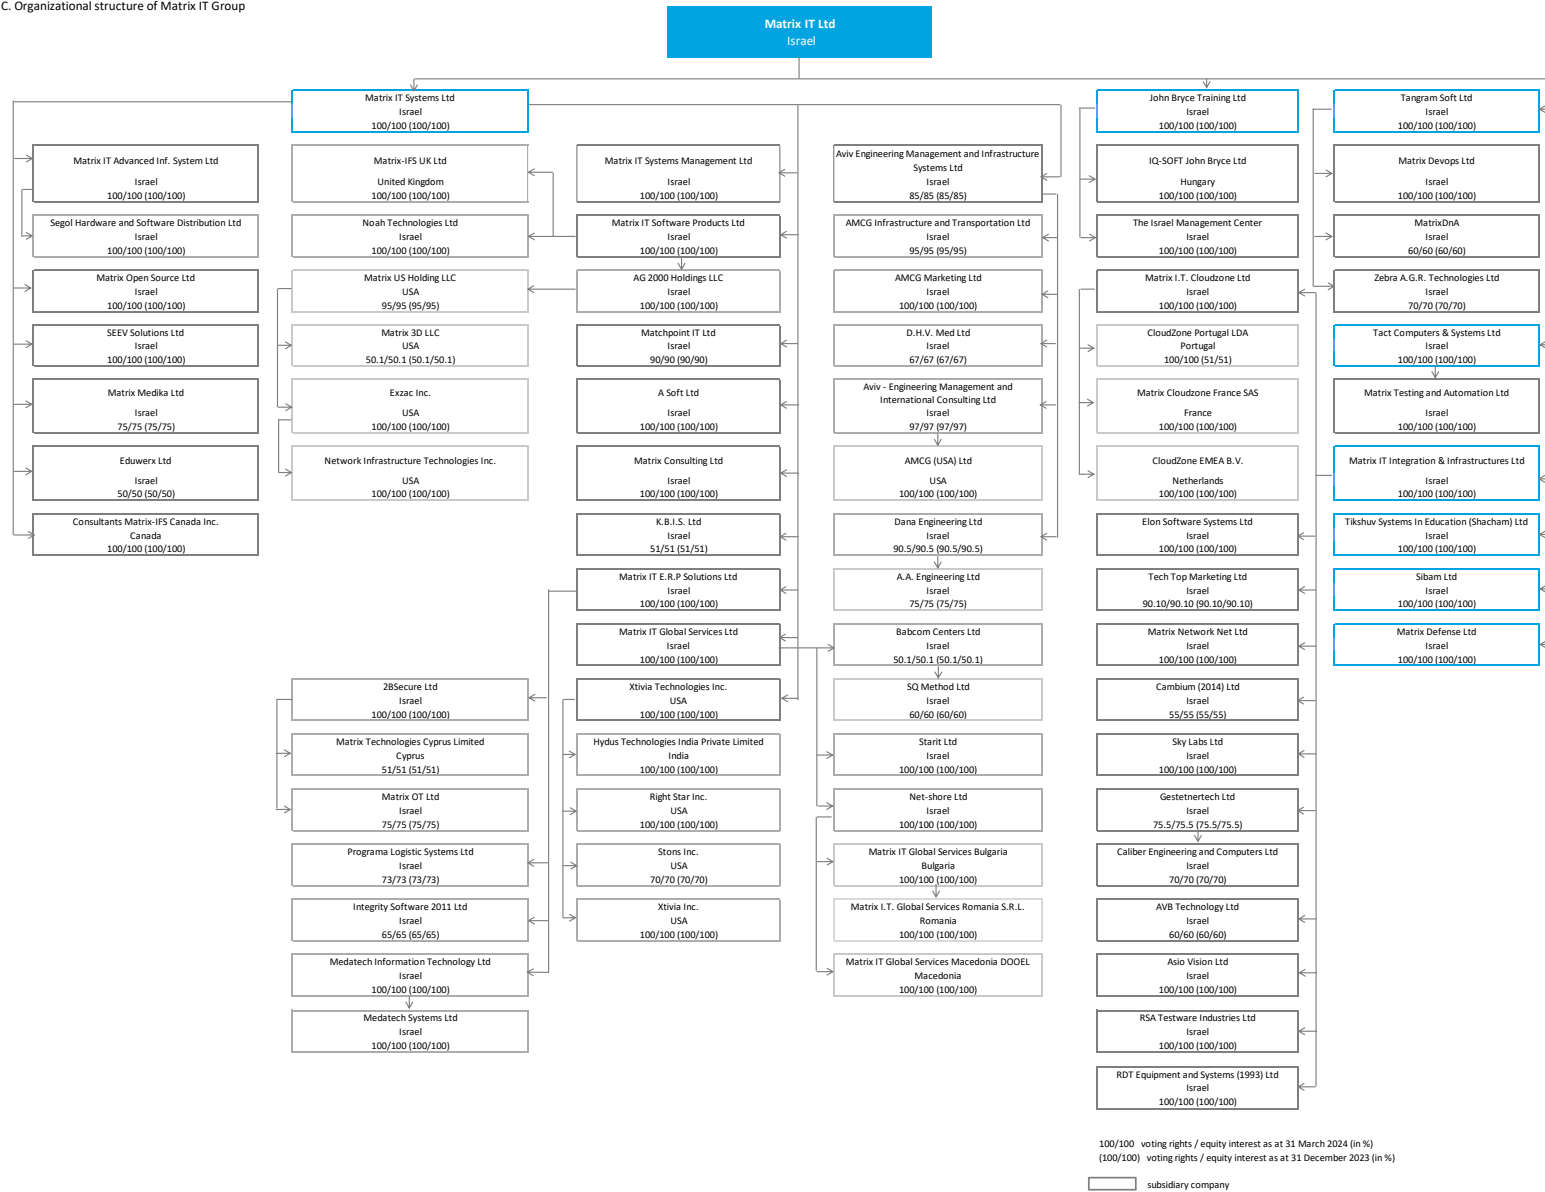 C. Organizational structure of Matrix IT Group
Matrix IT Ltd
Israel
Matrix IT Systems Ltd
Israel
100/100 (100/100)
John Bryce Training Ltd
Israel
100/100 (100/100)
Tangram Soft Ltd
Israel
100/100 (100/100)
Matrix IT Advanced Inf. System Ltd
Israel
100/100 (100/100)
Matrix-IFS UK Ltd
United Kingdom
100/100 (100/100)
Matrix IT Systems Management Ltd
Israel
100/100 (100/100)
Aviv Engineering Management and Infrastructure
Systems Ltd
Israel
85/85 (85/85)
IQ-SOFT John Bryce Ltd
Hungary
100/100 (100/100)
Matrix Devops Ltd
Israel
100/100 (100/100)
Segol Hardware and Software Distribution Ltd
Israel
100/100 (100/100)
Noah Technologies Ltd
Israel
100/100 (100/100)
Matrix IT Software Products Ltd
Israel
100/100 (100/100)
AMCG Infrastructure and Transportation Ltd
Israel
95/95 (95/95)
The Israel Management Center
Israel
100/100 (100/100)
MatrixDnA
Israel
60/60 (60/60)
Matrix Open Source Ltd
Israel
100/100 (100/100)
Matrix US Holding LLC
USA
95/95 (95/95)
AG 2000 Holdings LLC
Israel
100/100 (100/100)
AMCG Marketing Ltd
Israel
100/100 (100/100)
Matrix I.T. Cloudzone Ltd
Israel
100/100 (100/100)
Zebra A.G.R. Technologies Ltd
Israel
70/70 (70/70)
SEEV Solutions Ltd
Israel
100/100 (100/100)
Matrix 3D LLC
USA
50.1/50.1 (50.1/50.1)
Matchpoint IT Ltd
Israel
90/90 (90/90)
D.H.V. Med Ltd
Israel
67/67 (67/67)
CloudZone Portugal LDA
Portugal
100/100 (51/51)
Tact Computers & Systems Ltd
Israel
100/100 (100/100)
Matrix Medika Ltd
Israel
75/75 (75/75)
Exzac Inc.
USA
100/100 (100/100)
A Soft Ltd
Israel
100/100 (100/100)
Aviv - Engineering Management and
International Consulting Ltd
Israel
97/97 (97/97)
Matrix Cloudzone France SAS
France
100/100 (100/100)
Matrix Testing and Automation Ltd
Israel
100/100 (100/100)
Eduwerx Ltd
Israel
50/50 (50/50)
Network Infrastructure Technologies Inc.
USA
100/100 (100/100)
Matrix Consulting Ltd
Israel
100/100 (100/100)
AMCG (USA) Ltd
USA
100/100 (100/100)
CloudZone EMEA B.V.
Netherlands
100/100 (100/100)
Matrix IT Integration & Infrastructures Ltd
Israel
100/100 (100/100)
Consultants Matrix-IFS Canada Inc.
Canada
100/100 (100/100)
K.B.I.S. Ltd
Israel
51/51 (51/51)
Dana Engineering Ltd
Israel
90.5/90.5 (90.5/90.5)
Elon Software Systems Ltd
Israel
100/100 (100/100)
Tikshuv Systems In Education (Shacham) Ltd
Israel
100/100 (100/100)
Matrix IT E.R.P Solutions Ltd
Israel
100/100 (100/100)
A.A. Engineering Ltd
Israel
75/75 (75/75)
Tech Top Marketing Ltd
Israel
90.10/90.10 (90.10/90.10)
Sibam Ltd
Israel
100/100 (100/100)
Matrix IT Global Services Ltd
Israel
100/100 (100/100)
Babcom Centers Ltd
Israel
50.1/50.1 (50.1/50.1)
Matrix Network Net Ltd
Israel
100/100 (100/100)
Matrix Defense Ltd
Israel
100/100 (100/100)
2BSecure Ltd
Israel
100/100 (100/100)
Xtivia Technologies Inc.
USA
100/100 (100/100)
SQ Method Ltd
Israel
60/60 (60/60)
Cambium (2014) Ltd
Israel
55/55 (55/55)
Matrix Technologies Cyprus Limited
Cyprus
51/51 (51/51)
Hydus Technologies India Private Limited
India
100/100 (100/100)
Starit Ltd
Israel
100/100 (100/100)
Sky Labs Ltd
Israel
100/100 (100/100)
Matrix OT Ltd
Israel
75/75 (75/75)
Right Star Inc.
USA
100/100 (100/100)
Net-shore Ltd
Israel
100/100 (100/100)
Gestetnertech Ltd
Israel
75.5/75.5 (75.5/75.5)
Programa Logistic Systems Ltd
Israel
73/73 (73/73)
Stons Inc.
USA
70/70 (70/70)
Matrix IT Global Services Bulgaria
Bulgaria
100/100 (100/100)
Caliber Engineering and Computers Ltd
Israel
70/70 (70/70)
Integrity Software 2011 Ltd
Israel
65/65 (65/65)
Xtivia Inc.
USA
100/100 (100/100)
Matrix I.T. Global Services Romania S.R.L.
Romania
100/100 (100/100)
AVB Technology Ltd
Israel
60/60 (60/60)
Medatech Information Technology Ltd
Israel
100/100 (100/100)
Matrix IT Global Services Macedonia DOOEL
Macedonia
100/100 (100/100)
Asio Vision Ltd
Israel
100/100 (100/100)
Medatech Systems Ltd
Israel
100/100 (100/100)
RSA Testware Industries Ltd
Israel
100/100 (100/100)
RDT Equipment and Systems (1993) Ltd
Israel
100/100 (100/100)
100/100 voting rights / equity interest as at 31 March 2024 (in %)
(100/100) voting rights / equity interest as at 31 December 2023 (in %)
subsidiary company